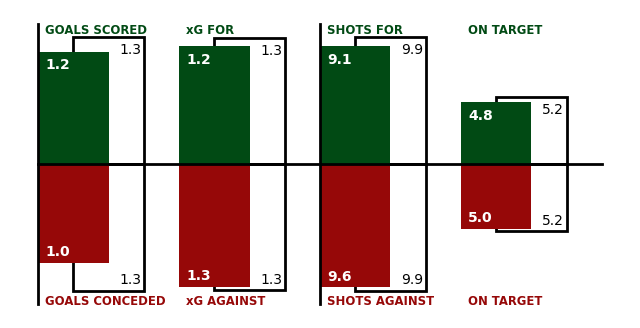 GOALS SCORED xG FOR SHOTS FOR ON TARGET
1.2 1.3 1.2 1.3 9.1 9.9 4.8 5.2
1.0 1.3 1.3 1.3 9.6 9.9 5.0 5.2
GOALS CONCEDED xG AGAINST SHOTS AGAINST ON TARGET